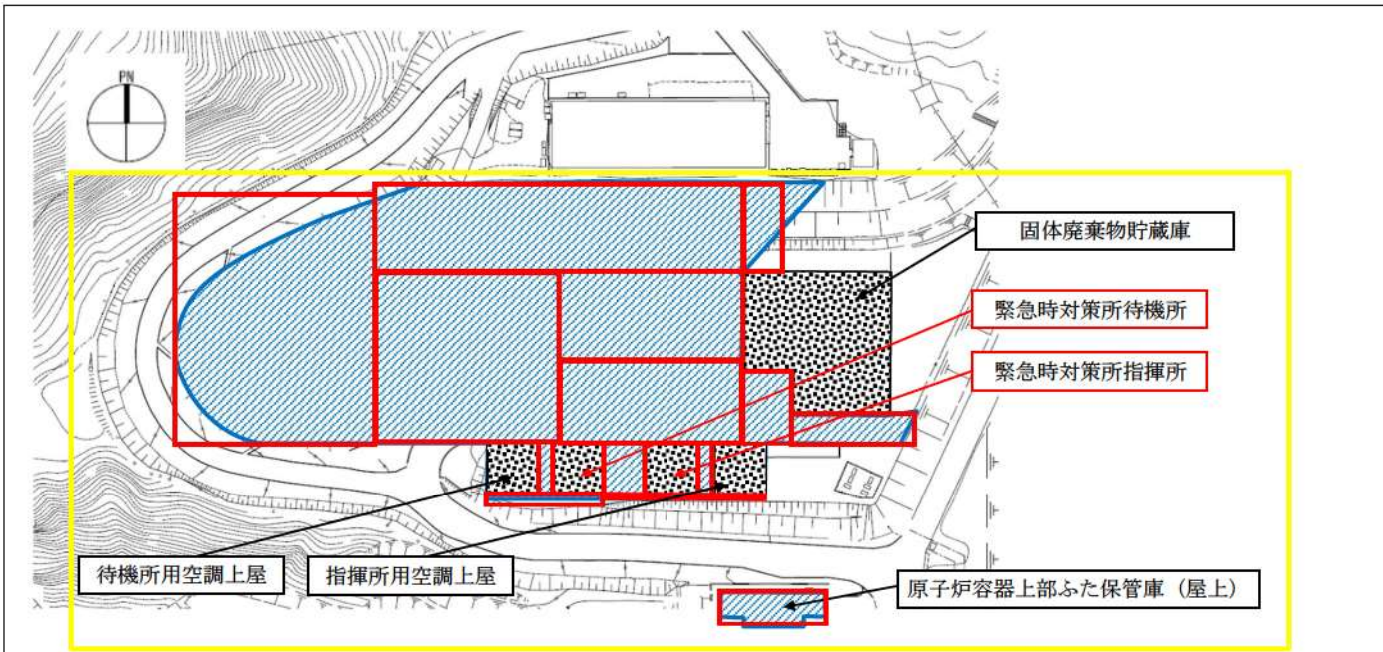 PN
固体廃棄物貯蔵庫
緊急時対策所待機所
緊急時対策所指揮所
待機所用空調上屋
指揮所用空調上屋
原子炉容器上部ふた保管庫（屋上）